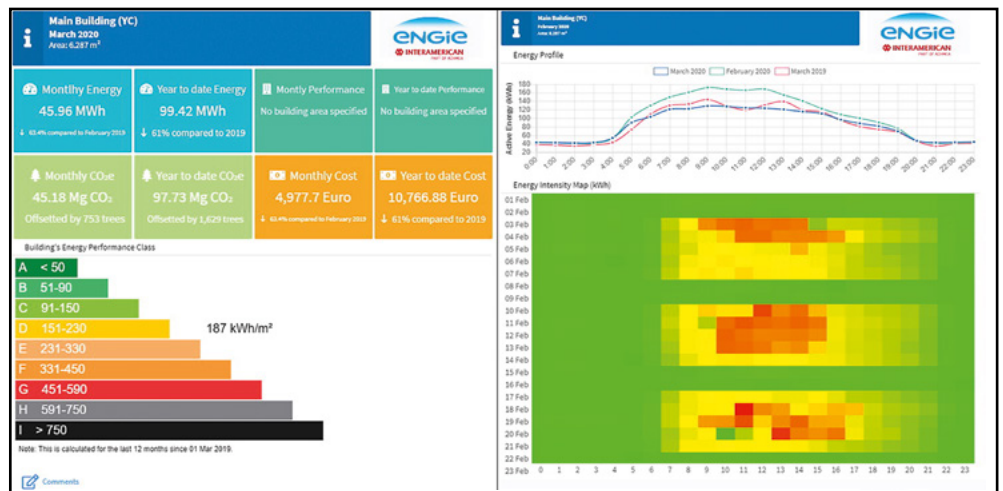 Main Building (YC)
March 2020
Area: 6.287 m²
i
ENGIE
INTERAMERICAN
PART OF ACHMEA
Montlhy Energy
45.96 MWh
↓ 63.4% compared to February 2019
Year to date Energy
99.42 MWh
↓ 61% compared to 2019
Montly Performance
No building area specified
Year to date Performance
No building area specified
Monthly CO₂e
45.18 Mg CO₂
Offsetted by 753 trees
Year to date CO₂e
97.73 Mg CO₂
Offsetted by 1,629 trees
Monthly Cost
4,977.7 Euro
↓ 63.4% compared to February 2019
Year to date Cost
10,766.88 Euro
↓ 61% compared to 2019
Building's Energy Performance Class
A < 50
B 51-90
C 91-150
D 151-230
187 kWh/m²
E 231-330
F 331-450
G 451-590
H 591-750
I > 750
Note: This is calculated for the last 12 months since 01 Mar 2019.
Comments
Main Building (YC)
February 2020
Area: 6.287 m²
i
ENGIE
INTERAMERICAN
PART OF ACHMEA
Energy Profile
March 2020 February 2020 March 2019
Active Energy (kWh)
180
160
140
120
100
80
60
40
20
0:00 1:00 2:00 3:00 4:00 5:00 6:00 7:00 8:00 9:00 10:00 11:00 12:00 13:00 14:00 15:00 16:00 17:00 18:00 19:00 20:00 21:00 22:00 23:00
Energy Intensity Map (kWh)
01 Feb
02 Feb
03 Feb
04 Feb
05 Feb
06 Feb
07 Feb
08 Feb
09 Feb
10 Feb
11 Feb
12 Feb
13 Feb
14 Feb
15 Feb
16 Feb
17 Feb
18 Feb
19 Feb
20 Feb
21 Feb
22 Feb
23 Feb
0 1 2 3 4 5 6 7 8 9 10 11 12 13 14 15 16 17 18 19 20 21 22 23